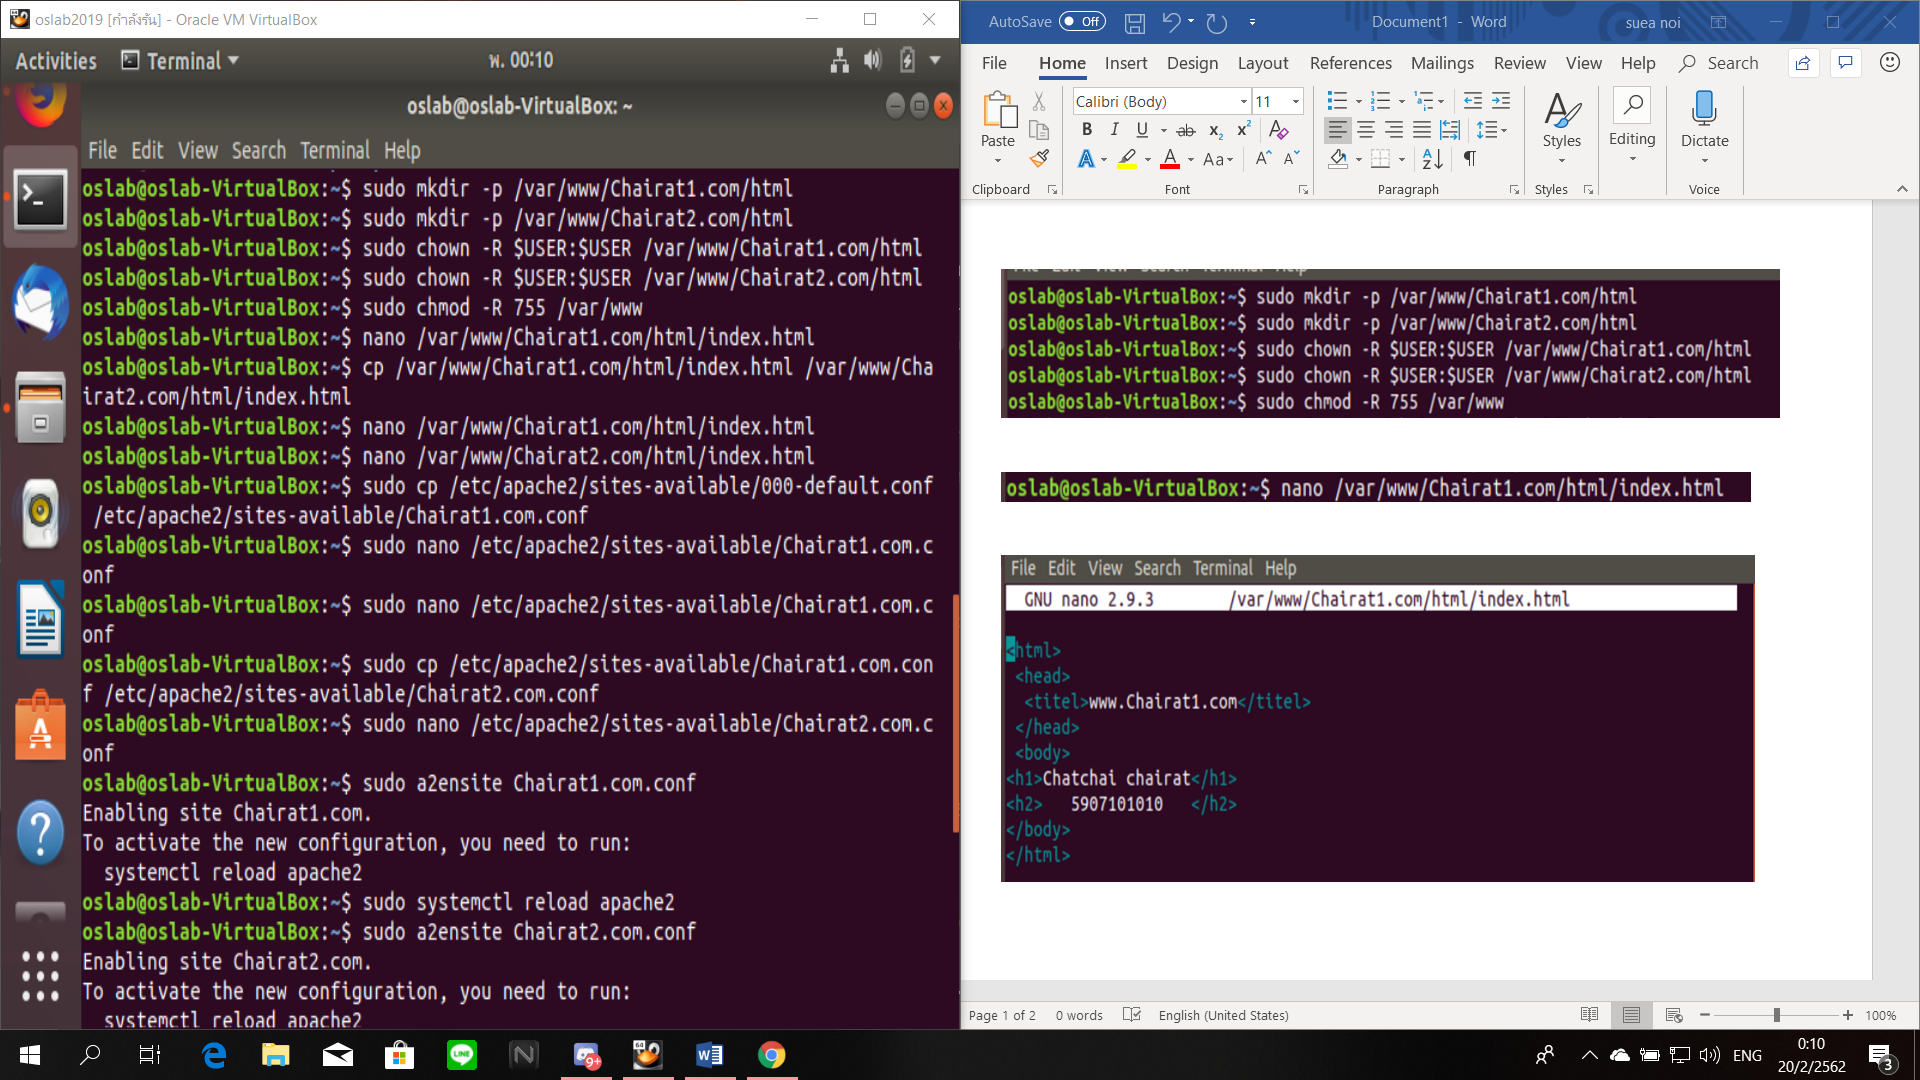 oslab2019 [กำลังรัน] - Oracle VM VirtualBox
Activities Terminal พ. 00:10
oslab@oslab-VirtualBox: ~
File Edit View Search Terminal Help
oslab@oslab-VirtualBox:~$ sudo mkdir -p /var/www/Chairat1.com/html
oslab@oslab-VirtualBox:~$ sudo mkdir -p /var/www/Chairat2.com/html
oslab@oslab-VirtualBox:~$ sudo chown -R $USER:$USER /var/www/Chairat1.com/html
oslab@oslab-VirtualBox:~$ sudo chown -R $USER:$USER /var/www/Chairat2.com/html
oslab@oslab-VirtualBox:~$ sudo chmod -R 755 /var/www
oslab@oslab-VirtualBox:~$ nano /var/www/Chairat1.com/html/index.html
oslab@oslab-VirtualBox:~$ cp /var/www/Chairat1.com/html/index.html /var/www/Cha
irat2.com/html/index.html
oslab@oslab-VirtualBox:~$ nano /var/www/Chairat1.com/html/index.html
oslab@oslab-VirtualBox:~$ nano /var/www/Chairat2.com/html/index.html
oslab@oslab-VirtualBox:~$ sudo cp /etc/apache2/sites-available/000-default.conf
/etc/apache2/sites-available/Chairat1.com.conf
oslab@oslab-VirtualBox:~$ sudo nano /etc/apache2/sites-available/Chairat1.com.c
onf
oslab@oslab-VirtualBox:~$ sudo nano /etc/apache2/sites-available/Chairat1.com.c
onf
oslab@oslab-VirtualBox:~$ sudo cp /etc/apache2/sites-available/Chairat1.com.con
f /etc/apache2/sites-available/Chairat2.com.conf
oslab@oslab-VirtualBox:~$ sudo nano /etc/apache2/sites-available/Chairat2.com.c
onf
oslab@oslab-VirtualBox:~$ sudo a2ensite Chairat1.com.conf
Enabling site Chairat1.com.
To activate the new configuration, you need to run:
systemctl reload apache2
oslab@oslab-VirtualBox:~$ sudo systemctl reload apache2
oslab@oslab-VirtualBox:~$ sudo a2ensite Chairat2.com.conf
Enabling site Chairat2.com.
To activate the new configuration, you need to run:
systemctl reload apache2
AutoSave Off Document1 - Word suea noi
File Home Insert Design Layout References Mailings Review View Help Search
Calibri (Body) 11
Paste Styles Editing Dictate
Clipboard Font Paragraph Styles Voice
File Edit View Search Terminal Help
oslab@oslab-VirtualBox:~$ sudo mkdir -p /var/www/Chairat1.com/html
oslab@oslab-VirtualBox:~$ sudo mkdir -p /var/www/Chairat2.com/html
oslab@oslab-VirtualBox:~$ sudo chown -R $USER:$USER /var/www/Chairat1.com/html
oslab@oslab-VirtualBox:~$ sudo chown -R $USER:$USER /var/www/Chairat2.com/html
oslab@oslab-VirtualBox:~$ sudo chmod -R 755 /var/www
oslab@oslab-VirtualBox:~$ nano /var/www/Chairat1.com/html/index.html
File Edit View Search Terminal Help
GNU nano 2.9.3 /var/www/Chairat1.com/html/index.html
<html>
<head>
<titel>www.Chairat1.com</titel>
</head>
<body>
<h1>Chatchai chairat</h1>
<h2> 5907101010 </h2>
</body>
</html>
Page 1 of 2 0 words English (United States) 100%
64
9+
ENG
0:10
20/2/2562
3